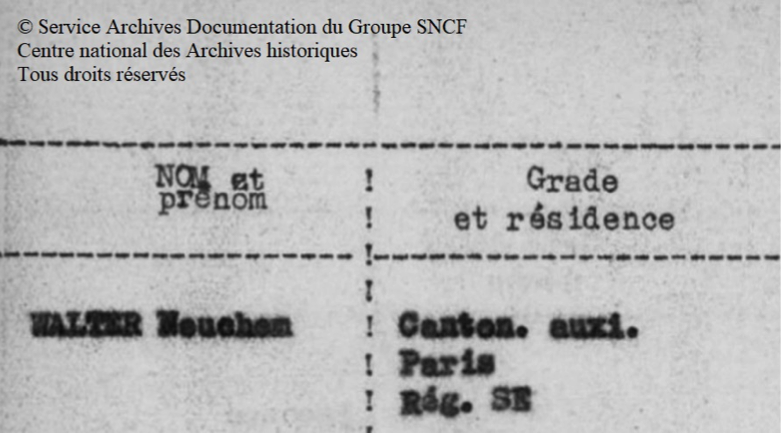 © Service Archives Documentation du Groupe SNCF
Centre national des Archives historiques
Tous droits réservés
NOM et
prénom
Grade
et résidence
WALTER Neuchem
Canton. auxi.
Paris
Rég. SE